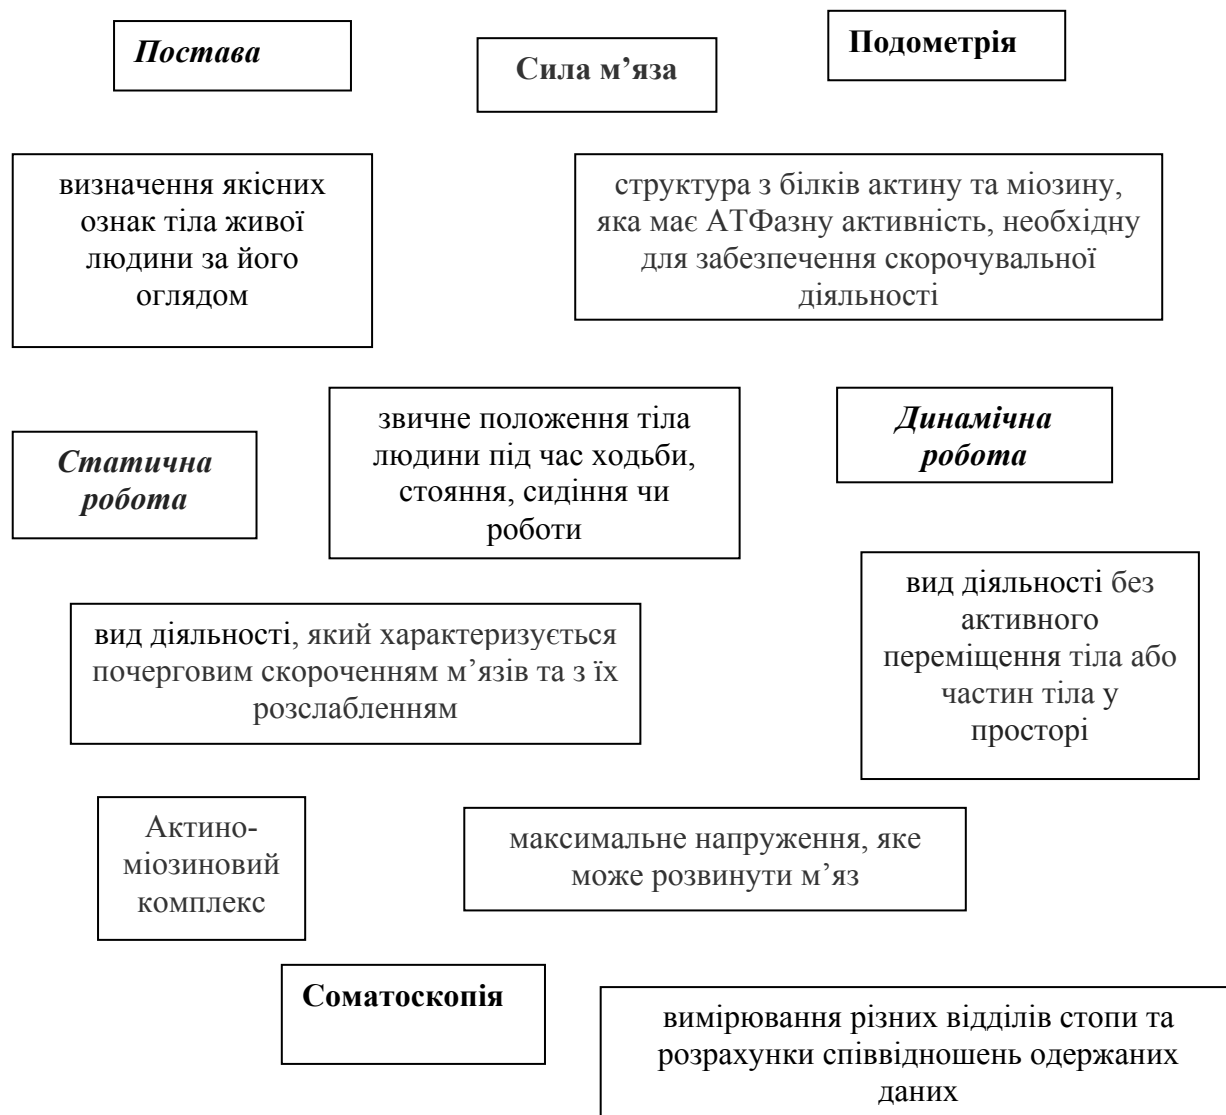 Постава
Сила м’яза
Подометрія
визначення якісних
ознак тіла живої
людини за його
оглядом
структура з білків актину та міозину,
яка має АТФазну активність, необхідну
для забезпечення скорочувальної
діяльності
Статична
робота
звичне положення тіла
людини під час ходьби,
стояння, сидіння чи
роботи
Динамічна
робота
вид діяльності, який характеризується
почерговим скороченням м’язів та з їх
розслабленням
вид діяльності без
активного
переміщення тіла або
частин тіла у
просторі
Актино-
міозиновий
комплекс
максимальне напруження, яке
може розвинути м’яз
Соматоскопія
вимірювання різних відділів стопи та
розрахунки співвідношень одержаних
даних